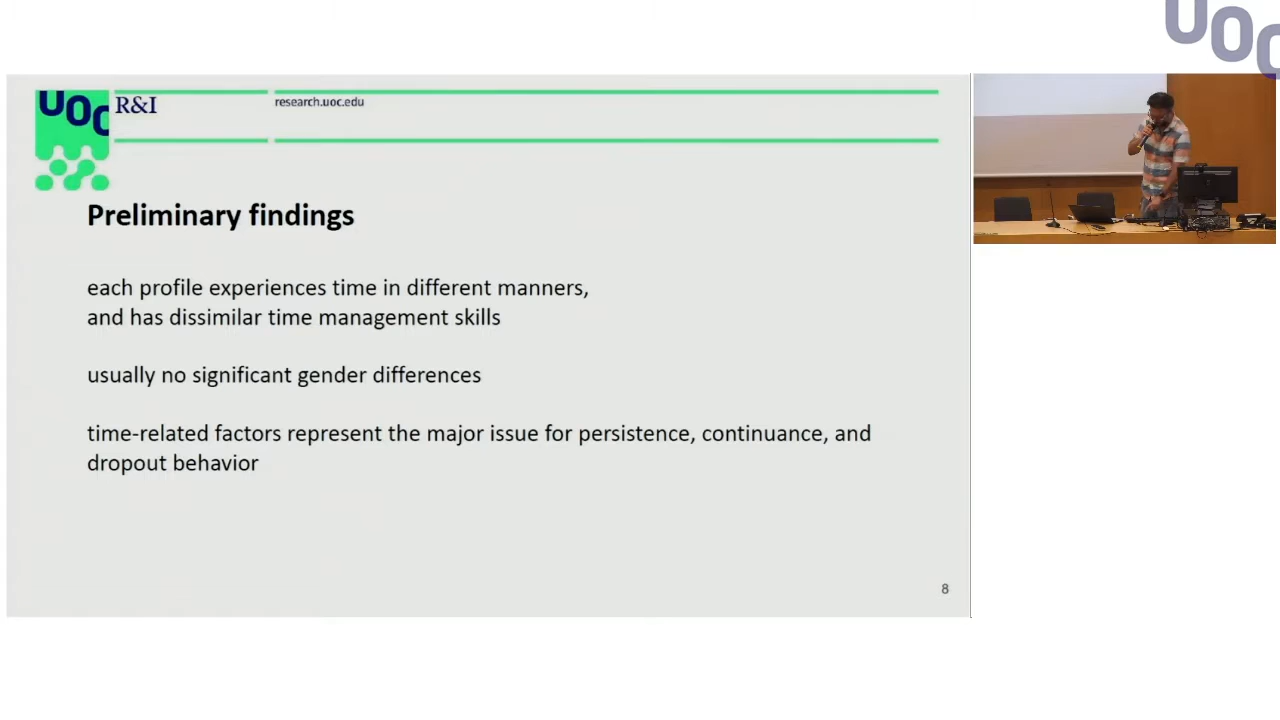 UOC
UOC
R&I
research.uoc.edu
Preliminary findings
each profile experiences time in different manners,
and has dissimilar time management skills
usually no significant gender differences
time-related factors represent the major issue for persistence, continuance, and
dropout behavior
8